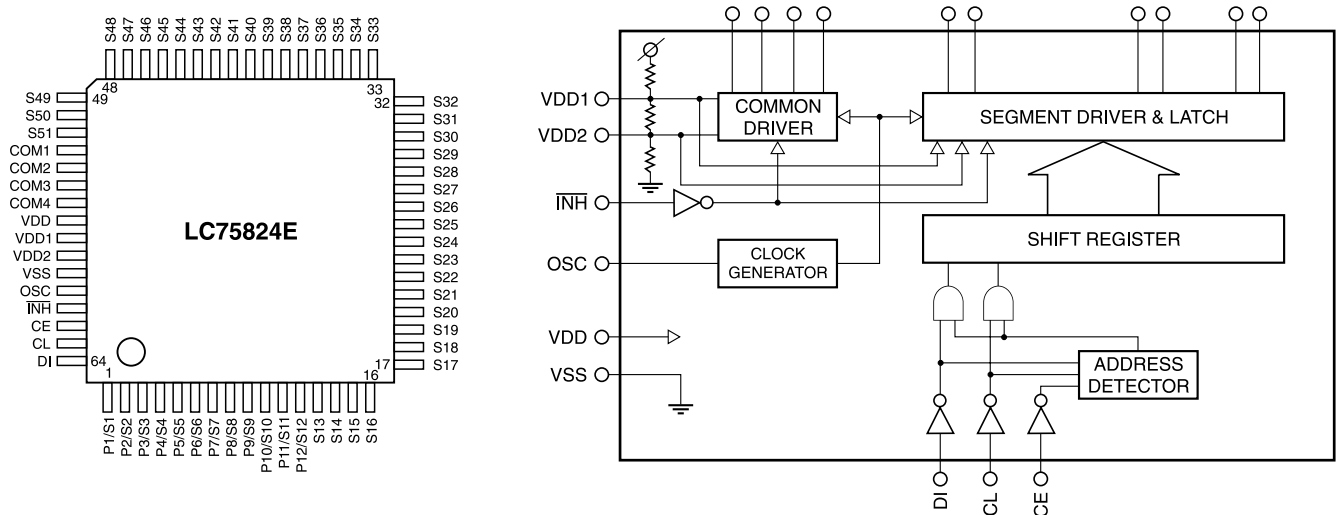 S48
S47
S46
S45
S44
S43
S42
S41
S40
S39
S38
S37
S36
S35
S34
S33
48
33
49
32
S49
S50
S51
COM1
COM2
COM3
COM4
VDD
VDD1
VDD2
VSS
OSC
INH
CE
CL
DI
LC75824E
S32
S31
S30
S29
S28
S27
S26
S25
S24
S23
S22
S21
S20
S19
S18
S17
64
17
1
16
P1/S1
P2/S2
P3/S3
P4/S4
P5/S5
P6/S6
P7/S7
P8/S8
P9/S9
P10/S10
P11/S11
P12/S12
S13
S14
S15
S16
VDD1
VDD2
INH
OSC
VDD
VSS
COMMON
DRIVER
SEGMENT DRIVER & LATCH
SHIFT REGISTER
CLOCK
GENERATOR
ADDRESS
DETECTOR
DI
CL
CE